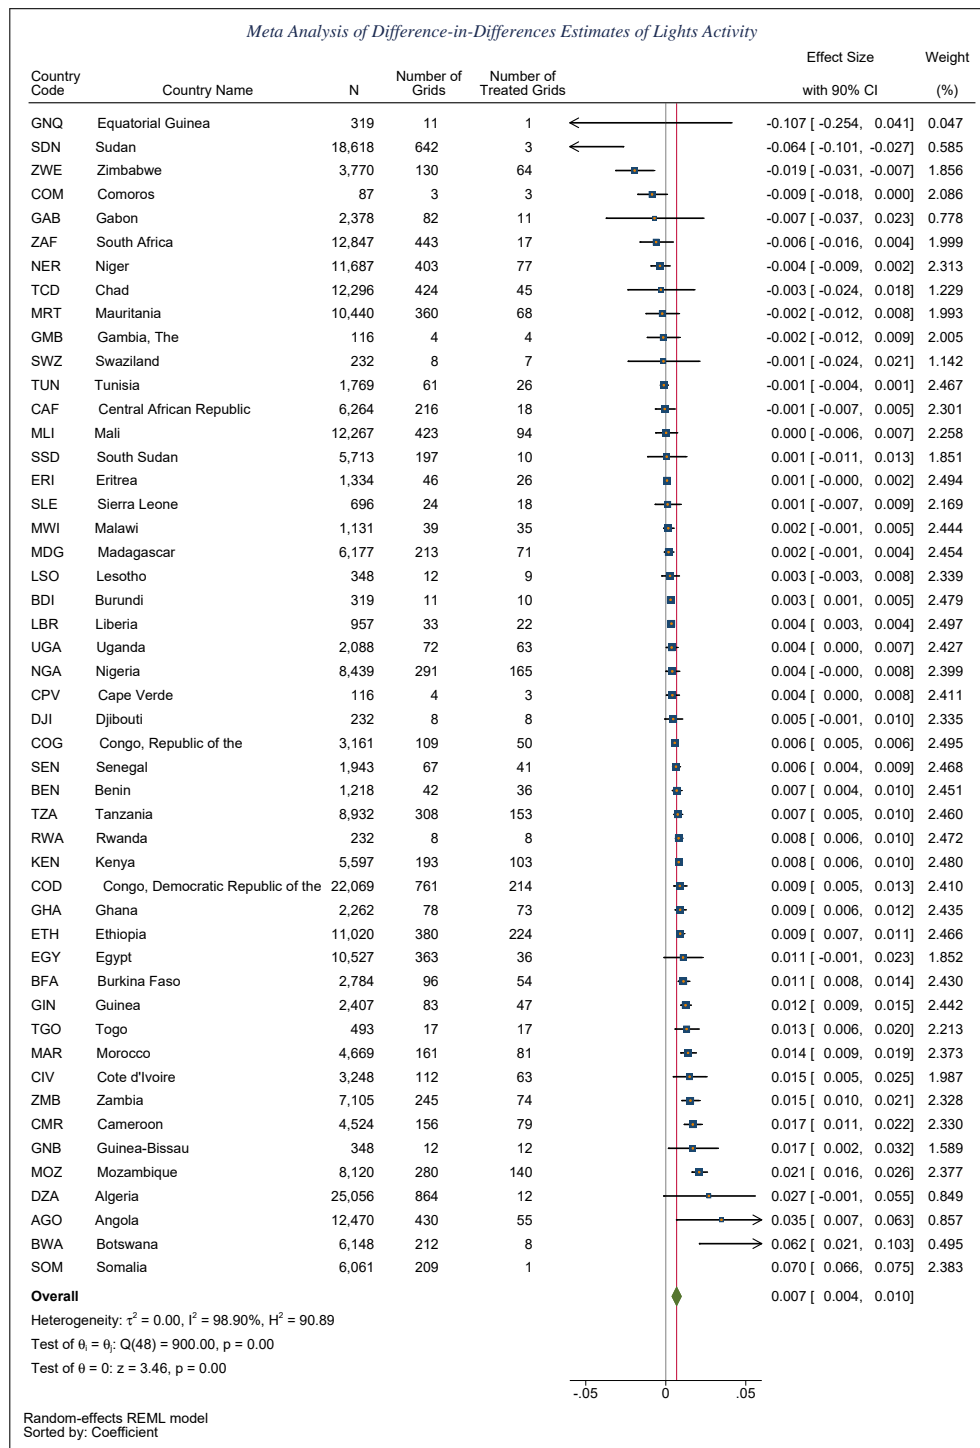 Meta Analysis of Difference-in-Differences Estimates of Lights Activity
Country Code Country Name N Number of Grids Number of Treated Grids Effect Size with 90% CI Weight (%)
GNQ Equatorial Guinea 319 11 1 -0.107 [ -0.254, 0.041] 0.047
SDN Sudan 18,618 642 3 -0.064 [ -0.101, -0.027] 0.585
ZWE Zimbabwe 3,770 130 64 -0.019 [ -0.031, -0.007] 1.856
COM Comoros 87 3 3 -0.009 [ -0.018, 0.000] 2.086
GAB Gabon 2,378 82 11 -0.007 [ -0.037, 0.023] 0.778
ZAF South Africa 12,847 443 17 -0.006 [ -0.016, 0.004] 1.999
NER Niger 11,687 403 77 -0.004 [ -0.009, 0.002] 2.313
TCD Chad 12,296 424 45 -0.003 [ -0.024, 0.018] 1.229
MRT Mauritania 10,440 360 68 -0.002 [ -0.012, 0.008] 1.993
GMB Gambia, The 116 4 4 -0.002 [ -0.012, 0.009] 2.005
SWZ Swaziland 232 8 7 -0.001 [ -0.024, 0.021] 1.142
TUN Tunisia 1,769 61 26 -0.001 [ -0.004, 0.001] 2.467
CAF Central African Republic 6,264 216 18 -0.001 [ -0.007, 0.005] 2.301
MLI Mali 12,267 423 94 0.000 [ -0.006, 0.007] 2.258
SSD South Sudan 5,713 197 10 0.001 [ -0.011, 0.013] 1.851
ERI Eritrea 1,334 46 26 0.001 [ -0.000, 0.002] 2.494
SLE Sierra Leone 696 24 18 0.001 [ -0.007, 0.009] 2.169
MWI Malawi 1,131 39 35 0.002 [ -0.001, 0.005] 2.444
MDG Madagascar 6,177 213 71 0.002 [ -0.001, 0.004] 2.454
LSO Lesotho 348 12 9 0.003 [ -0.003, 0.008] 2.339
BDI Burundi 319 11 10 0.003 [ 0.001, 0.005] 2.479
LBR Liberia 957 33 22 0.004 [ 0.003, 0.004] 2.497
UGA Uganda 2,088 72 63 0.004 [ 0.000, 0.007] 2.427
NGA Nigeria 8,439 291 165 0.004 [ -0.000, 0.008] 2.399
CPV Cape Verde 116 4 3 0.004 [ 0.000, 0.008] 2.411
DJI Djibouti 232 8 8 0.005 [ -0.001, 0.010] 2.335
COG Congo, Republic of the 3,161 109 50 0.006 [ 0.005, 0.006] 2.495
SEN Senegal 1,943 67 41 0.006 [ 0.004, 0.009] 2.468
BEN Benin 1,218 42 36 0.007 [ 0.004, 0.010] 2.451
TZA Tanzania 8,932 308 153 0.007 [ 0.005, 0.010] 2.460
RWA Rwanda 232 8 8 0.008 [ 0.006, 0.010] 2.472
KEN Kenya 5,597 193 103 0.008 [ 0.006, 0.010] 2.480
COD Congo, Democratic Republic of the 22,069 761 214 0.009 [ 0.005, 0.013] 2.410
GHA Ghana 2,262 78 73 0.009 [ 0.006, 0.012] 2.435
ETH Ethiopia 11,020 380 224 0.009 [ 0.007, 0.011] 2.466
EGY Egypt 10,527 363 36 0.011 [ -0.001, 0.023] 1.852
BFA Burkina Faso 2,784 96 54 0.011 [ 0.008, 0.014] 2.430
GIN Guinea 2,407 83 47 0.012 [ 0.009, 0.015] 2.442
TGO Togo 493 17 17 0.013 [ 0.006, 0.020] 2.213
MAR Morocco 4,669 161 81 0.014 [ 0.009, 0.019] 2.373
CIV Cote d'Ivoire 3,248 112 63 0.015 [ 0.005, 0.025] 1.987
ZMB Zambia 7,105 245 74 0.015 [ 0.010, 0.021] 2.328
CMR Cameroon 4,524 156 79 0.017 [ 0.011, 0.022] 2.330
GNB Guinea-Bissau 348 12 12 0.017 [ 0.002, 0.032] 1.589
MOZ Mozambique 8,120 280 140 0.021 [ 0.016, 0.026] 2.377
DZA Algeria 25,056 864 12 0.027 [ -0.001, 0.055] 0.849
AGO Angola 12,470 430 55 0.035 [ 0.007, 0.063] 0.857
BWA Botswana 6,148 212 8 0.062 [ 0.021, 0.103] 0.495
SOM Somalia 6,061 209 1 0.070 [ 0.066, 0.075] 2.383
Overall 0.007 [ 0.004, 0.010]
Heterogeneity: τ² = 0.00, I² = 98.90%, H² = 90.89
Test of θᵢ = θⱼ: Q(48) = 900.00, p = 0.00
Test of θ = 0: z = 3.46, p = 0.00
-.05 0 .05
Random-effects REML model
Sorted by: Coefficient